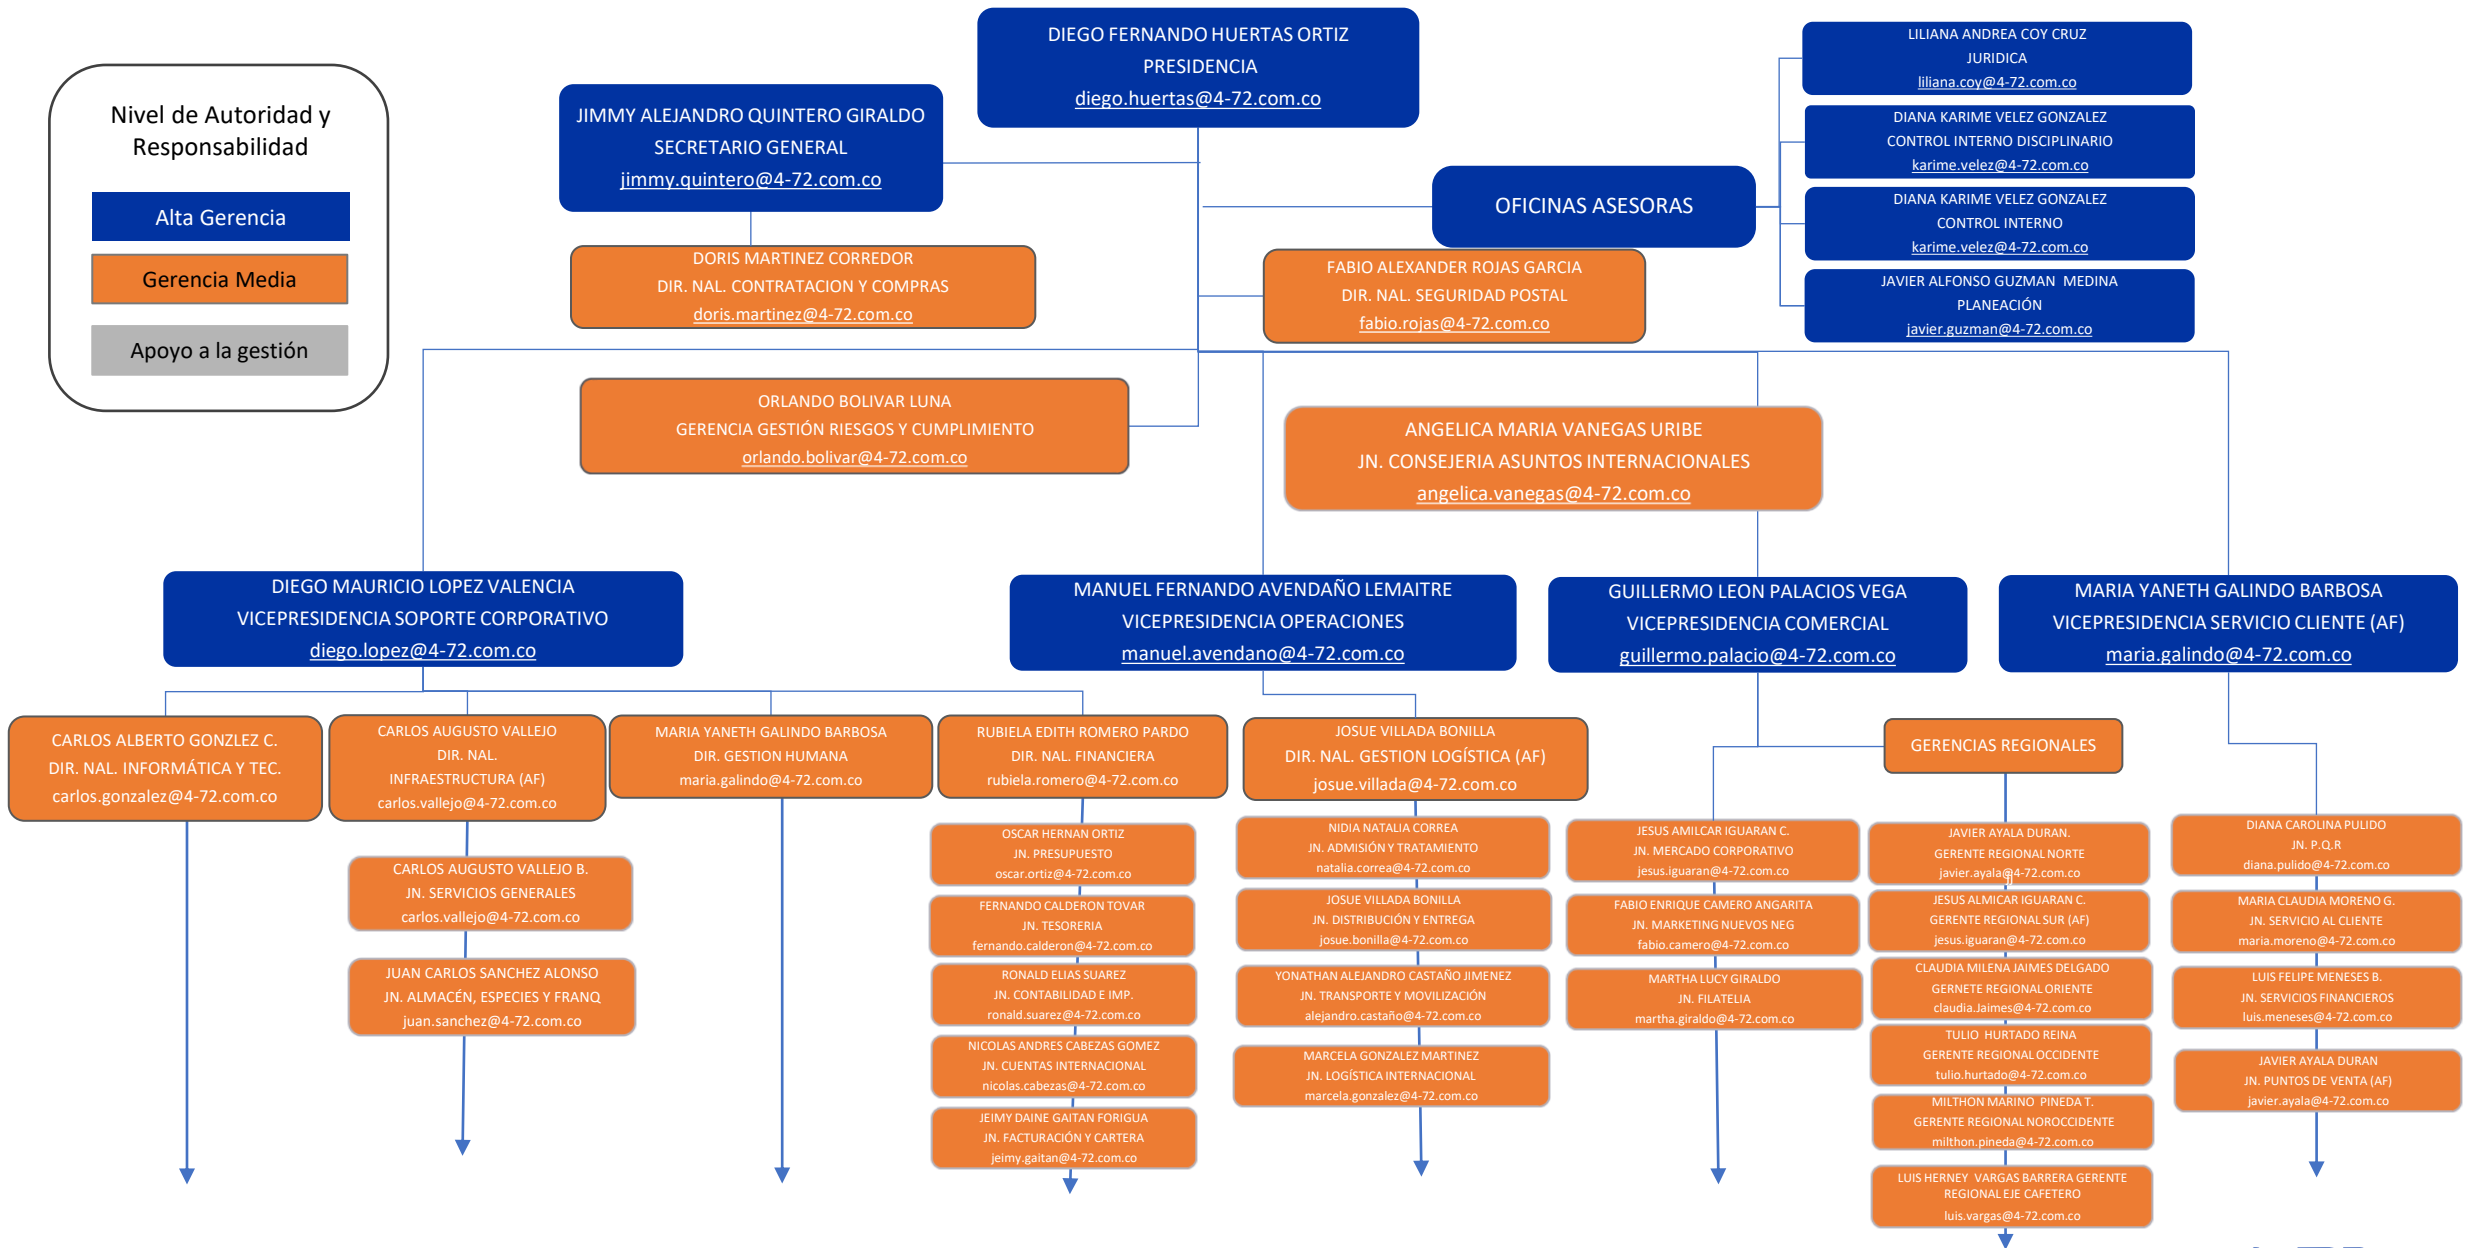 DIEGO FERNANDO HUERTAS ORTIZ
PRESIDENCIA
diego.huertas@4-72.com.co
LILIANA ANDREA COY CRUZ
JURIDICA
liliana.coy@4-72.com.co
Nivel de Autoridad y
Responsabilidad
Alta Gerencia
Gerencia Media
Apoyo a la gestión
JIMMY ALEJANDRO QUINTERO GIRALDO
SECRETARIO GENERAL
jimmy.quintero@4-72.com.co
DIANA KARIME VELEZ GONZALEZ
CONTROL INTERNO DISCIPLINARIO
karime.velez@4-72.com.co
OFICINAS ASESORAS
DIANA KARIME VELEZ GONZALEZ
CONTROL INTERNO
karime.velez@4-72.com.co
DORIS MARTINEZ CORREDOR
DIR. NAL. CONTRATACION Y COMPRAS
doris.martinez@4-72.com.co
FABIO ALEXANDER ROJAS GARCIA
DIR. NAL. SEGURIDAD POSTAL
fabio.rojas@4-72.com.co
JAVIER ALFONSO GUZMAN  MEDINA
PLANEACIÓN
javier.guzman@4-72.com.co
ORLANDO BOLIVAR LUNA
GERENCIA GESTIÓN RIESGOS Y CUMPLIMIENTO
orlando.bolivar@4-72.com.co
ANGELICA MARIA VANEGAS URIBE
JN. CONSEJERIA ASUNTOS INTERNACIONALES
angelica.vanegas@4-72.com.co
DIEGO MAURICIO LOPEZ VALENCIA
VICEPRESIDENCIA SOPORTE CORPORATIVO
diego.lopez@4-72.com.co
MANUEL FERNANDO AVENDAÑO LEMAITRE
VICEPRESIDENCIA OPERACIONES
manuel.avendano@4-72.com.co
GUILLERMO LEON PALACIOS VEGA
VICEPRESIDENCIA COMERCIAL
guillermo.palacio@4-72.com.co
MARIA YANETH GALINDO BARBOSA
VICEPRESIDENCIA SERVICIO CLIENTE (AF)
maria.galindo@4-72.com.co
CARLOS ALBERTO GONZLEZ C.
DIR. NAL. INFORMÁTICA Y TEC.
carlos.gonzalez@4-72.com.co
CARLOS AUGUSTO VALLEJO
DIR. NAL.
INFRAESTRUCTURA (AF)
carlos.vallejo@4-72.com.co
MARIA YANETH GALINDO BARBOSA
DIR. GESTION HUMANA
maria.galindo@4-72.com.co
RUBIELA EDITH ROMERO PARDO
DIR. NAL. FINANCIERA
rubiela.romero@4-72.com.co
JOSUE VILLADA BONILLA
DIR. NAL. GESTION LOGÍSTICA (AF)
josue.villada@4-72.com.co
GERENCIAS REGIONALES
CARLOS AUGUSTO VALLEJO B.
JN. SERVICIOS GENERALES
carlos.vallejo@4-72.com.co
JUAN CARLOS SANCHEZ ALONSO
JN. ALMACÉN, ESPECIES Y FRANQ
juan.sanchez@4-72.com.co
OSCAR HERNAN ORTIZ
JN. PRESUPUESTO
oscar.ortiz@4-72.com.co
FERNANDO CALDERON TOVAR
JN. TESORERIA
fernando.calderon@4-72.com.co
RONALD ELIAS SUAREZ
JN. CONTABILIDAD E IMP.
ronald.suarez@4-72.com.co
NICOLAS ANDRES CABEZAS GOMEZ
JN. CUENTAS INTERNACIONAL
nicolas.cabezas@4-72.com.co
JEIMY DAINE GAITAN FORIGUA
JN. FACTURACIÓN Y CARTERA
jeimy.gaitan@4-72.com.co
NIDIA NATALIA CORREA
JN. ADMISIÓN Y TRATAMIENTO
natalia.correa@4-72.com.co
JOSUE VILLADA BONILLA
JN. DISTRIBUCIÓN Y ENTREGA
josue.bonilla@4-72.com.co
YONATHAN ALEJANDRO CASTAÑO JIMENEZ
JN. TRANSPORTE Y MOVILIZACIÓN
alejandro.castaño@4-72.com.co
MARCELA GONZALEZ MARTINEZ
JN. LOGÍSTICA INTERNACIONAL
marcela.gonzalez@4-72.com.co
JESUS AMILCAR IGUARAN C.
JN. MERCADO CORPORATIVO
jesus.iguaran@4-72.com.co
FABIO ENRIQUE CAMERO ANGARITA
JN. MARKETING NUEVOS NEG
fabio.camero@4-72.com.co
MARTHA LUCY GIRALDO
JN. FILATELIA
martha.giraldo@4-72.com.co
JAVIER AYALA DURAN.
GERENTE REGIONAL NORTE
javier.ayala@4-72.com.co
JESUS ALMICAR IGUARAN C.
GERENTE REGIONAL SUR (AF)
jesus.iguaran@4-72.com.co
CLAUDIA MILENA JAIMES DELGADO
GERNETE REGIONAL ORIENTE
claudia.Jaimes@4-72.com.co
TULIO  HURTADO REINA
GERENTE REGIONAL OCCIDENTE
tulio.hurtado@4-72.com.co
MILTHON MARINO  PINEDA T.
GERENTE REGIONAL NOROCCIDENTE
milthon.pineda@4-72.com.co
LUIS HERNEY  VARGAS BARRERA GERENTE
REGIONAL EJE CAFETERO
luis.vargas@4-72.com.co
DIANA CAROLINA PULIDO
JN. P.Q.R
diana.pulido@4-72.com.co
MARIA CLAUDIA MORENO G.
JN. SERVICIO AL CLIENTE
maria.moreno@4-72.com.co
LUIS FELIPE MENESES B.
JN. SERVICIOS FINANCIEROS
luis.meneses@4-72.com.co
JAVIER AYALA DURAN
JN. PUNTOS DE VENTA (AF)
javier.ayala@4-72.com.co